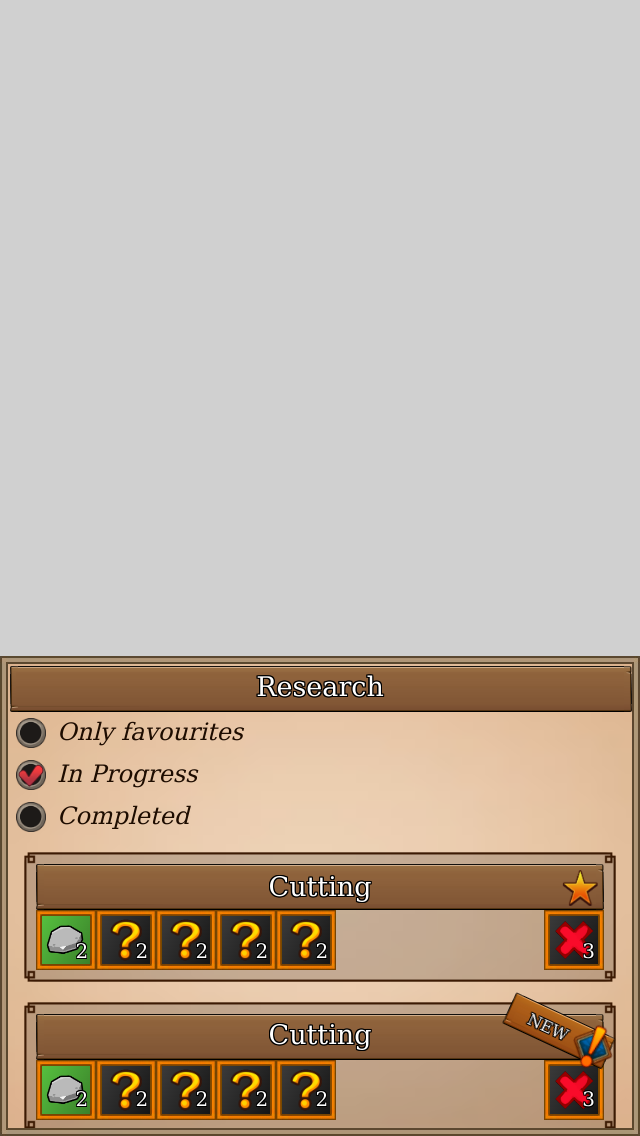 Research
Only favourites
In Progress
Completed
Cutting
2 ?2 ?2 ?2 ?2 3
NEW
Cutting
2 ?2 ?2 ?2 ?2 3